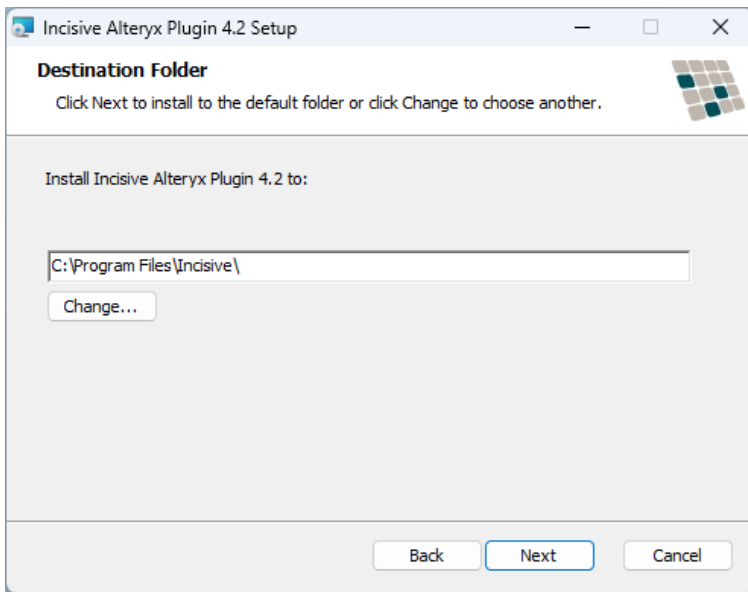 Incisive Alteryx Plugin 4.2 Setup
Destination Folder
Click Next to install to the default folder or click Change to choose another.
Install Incisive Alteryx Plugin 4.2 to:
C:\Program Files\Incisive\
Change...
Back Next Cancel